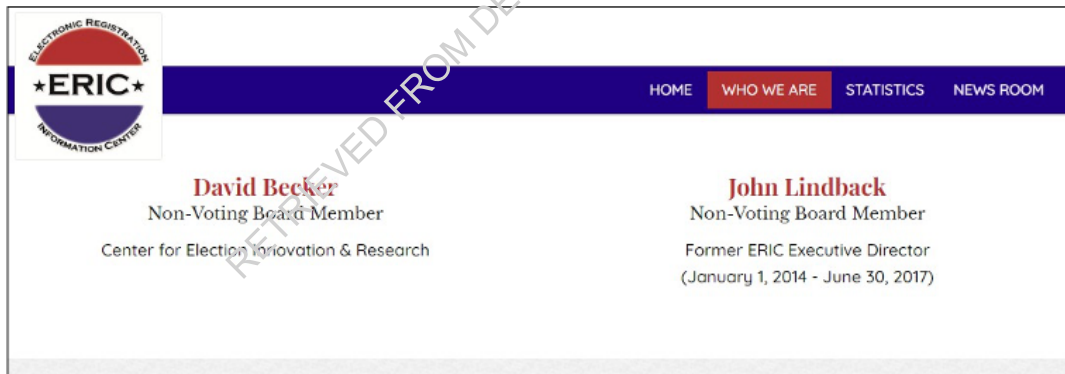 ELECTRONIC REGISTRATION
★ERIC★
INFORMATION CENTER
HOME WHO WE ARE STATISTICS NEWS ROOM
David Becker
Non-Voting Board Member
Center for Election Innovation & Research
John Lindback
Non-Voting Board Member
Former ERIC Executive Director
(January 1, 2014 - June 30, 2017)
RETRIEVED FROM DE